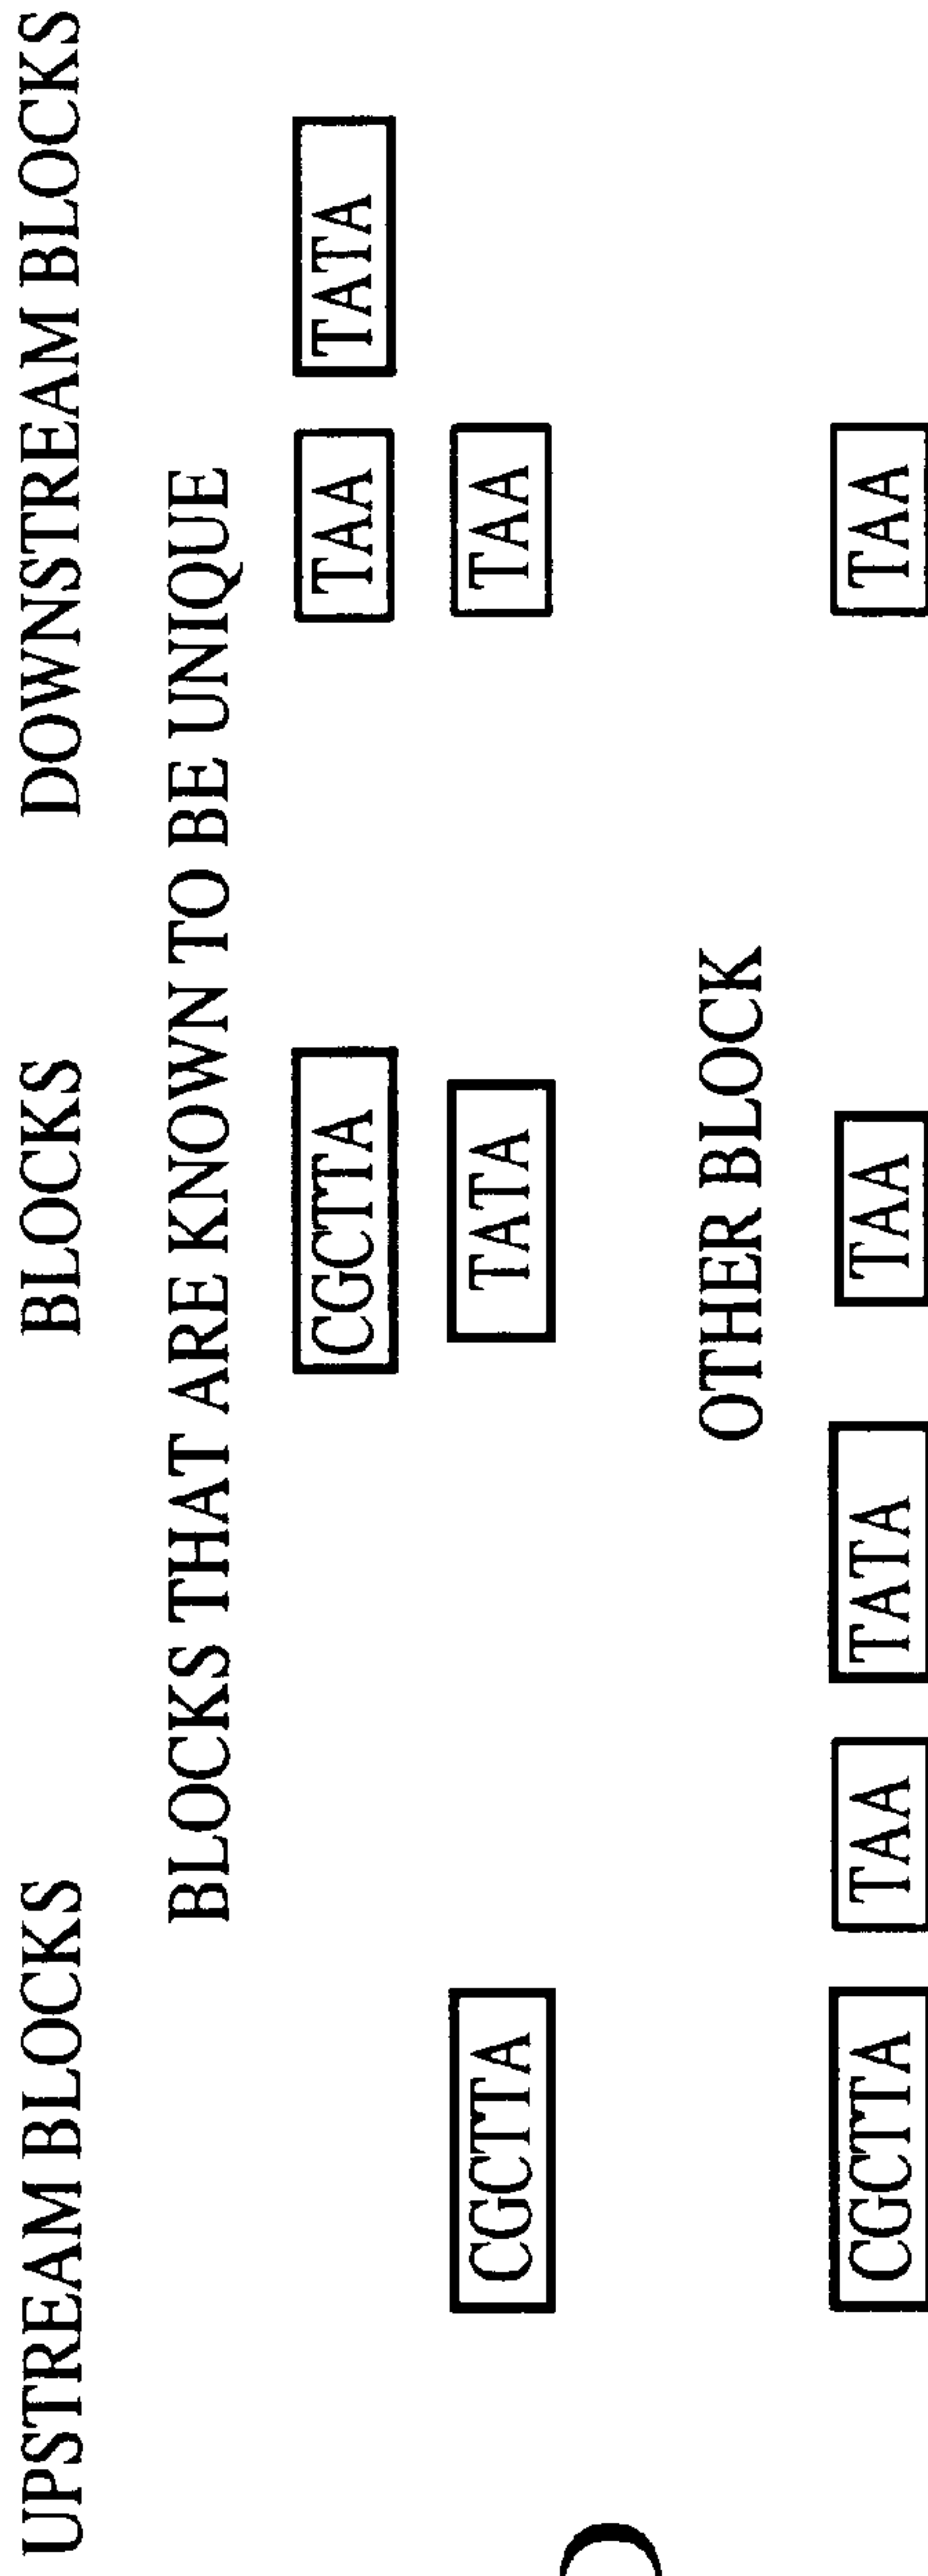 UPSTREAM BLOCKS BLOCKS DOWNSTREAM BLOCKS
BLOCKS THAT ARE KNOWN TO BE UNIQUE
CGCTTA TAA TATA
CGCTTA TATA TAA
OTHER BLOCK
CGCTTA TAA TATA TAA TAA